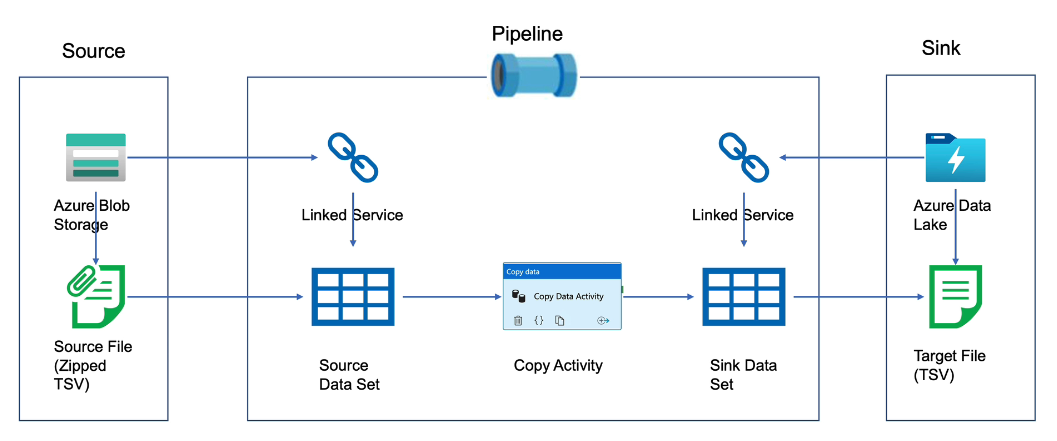 Pipeline
Source
Sink
Azure Blob
Storage
Linked Service
Linked Service
Azure Data
Lake
Copy data
Copy Data Activity
{}
Source File
(Zipped
TSV)
Source
Data Set
Copy Activity
Sink Data
Set
Target File
(TSV)